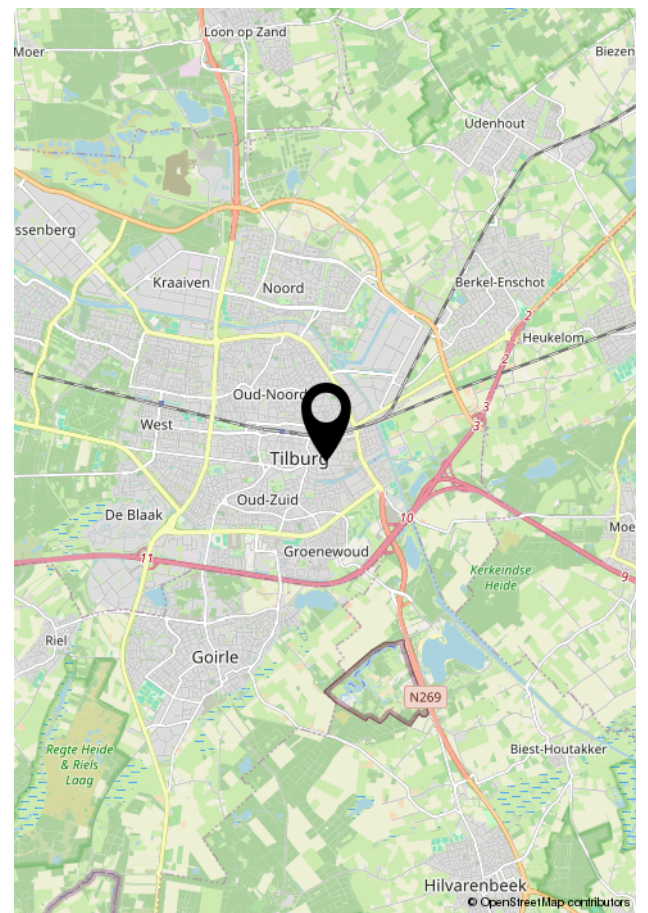 Loon op Zand
Moer
Biezen
Udenhout
ssenberg
Kraaiven
Noord
Berkel-Enschot
2
Heukelom
2
Oud-Noord
3
West
3
Tilburg
Oud-Zuid
De Blaak
10
Moe
Groenewoud
11
Kerkeindse
Heide
9
Riel
Goirle
N269
Regte Heide
& Riels
Laag
Biest-Houtakker
Hilvarenbeek
© OpenStreetMap contributors